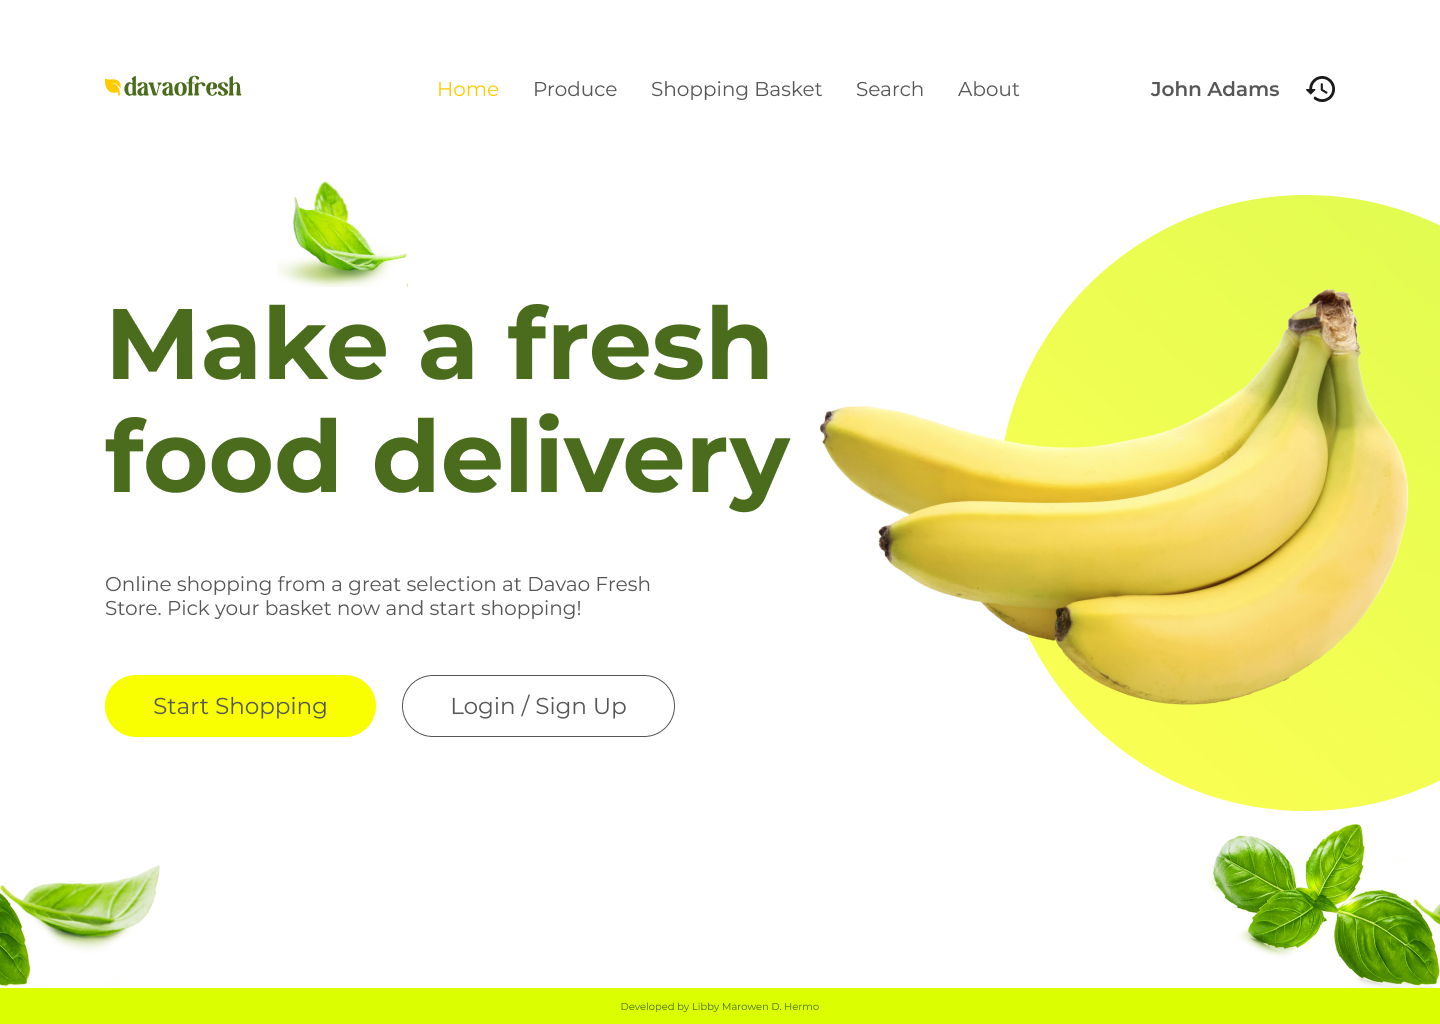 davaofresh
Home Produce Shopping Basket Search About
John Adams
Make a fresh
food delivery
Online shopping from a great selection at Davao Fresh
Store. Pick your basket now and start shopping!
Start Shopping
Login / Sign Up
Developed by Libby Marowen D. Hermo